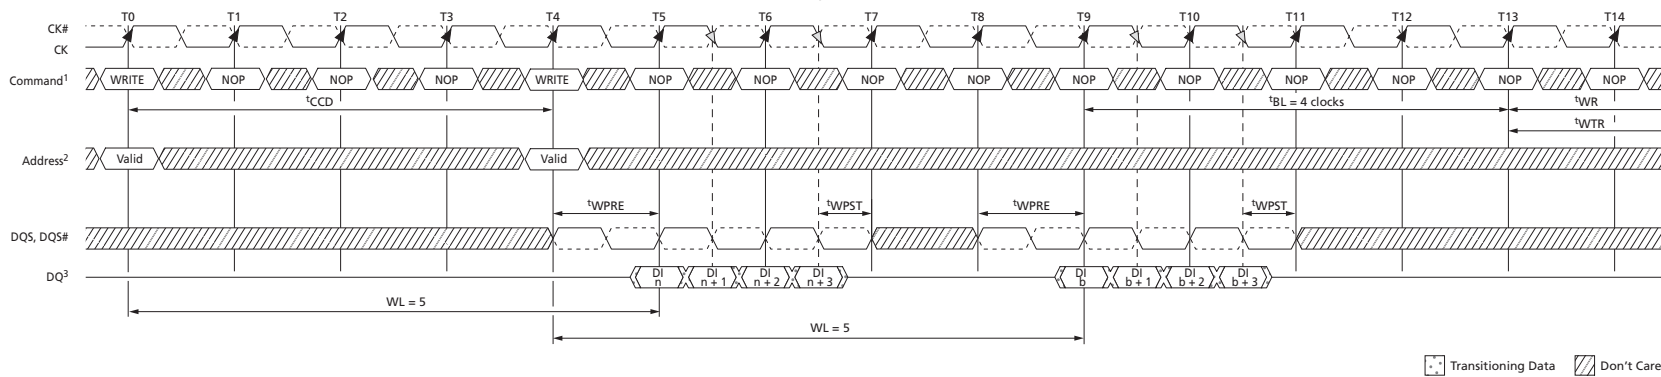 T0 T1 T2 T3 T4 T5 T6 T7 T8 T9 T10 T11 T12 T13 T14
CK#
CK
Command1 WRITE NOP NOP NOP WRITE NOP NOP NOP NOP NOP NOP NOP NOP NOP NOP
tCCD tBL = 4 clocks tWR
tWTR
Address2 Valid Valid
tWPRE tWPST tWPRE tWPST
DQS, DQS#
DQ3 DI n DI n + 1 DI n + 2 DI n + 3 DI b DI b + 1 DI b + 2 DI b + 3
WL = 5
WL = 5
Transitioning Data Don't Care